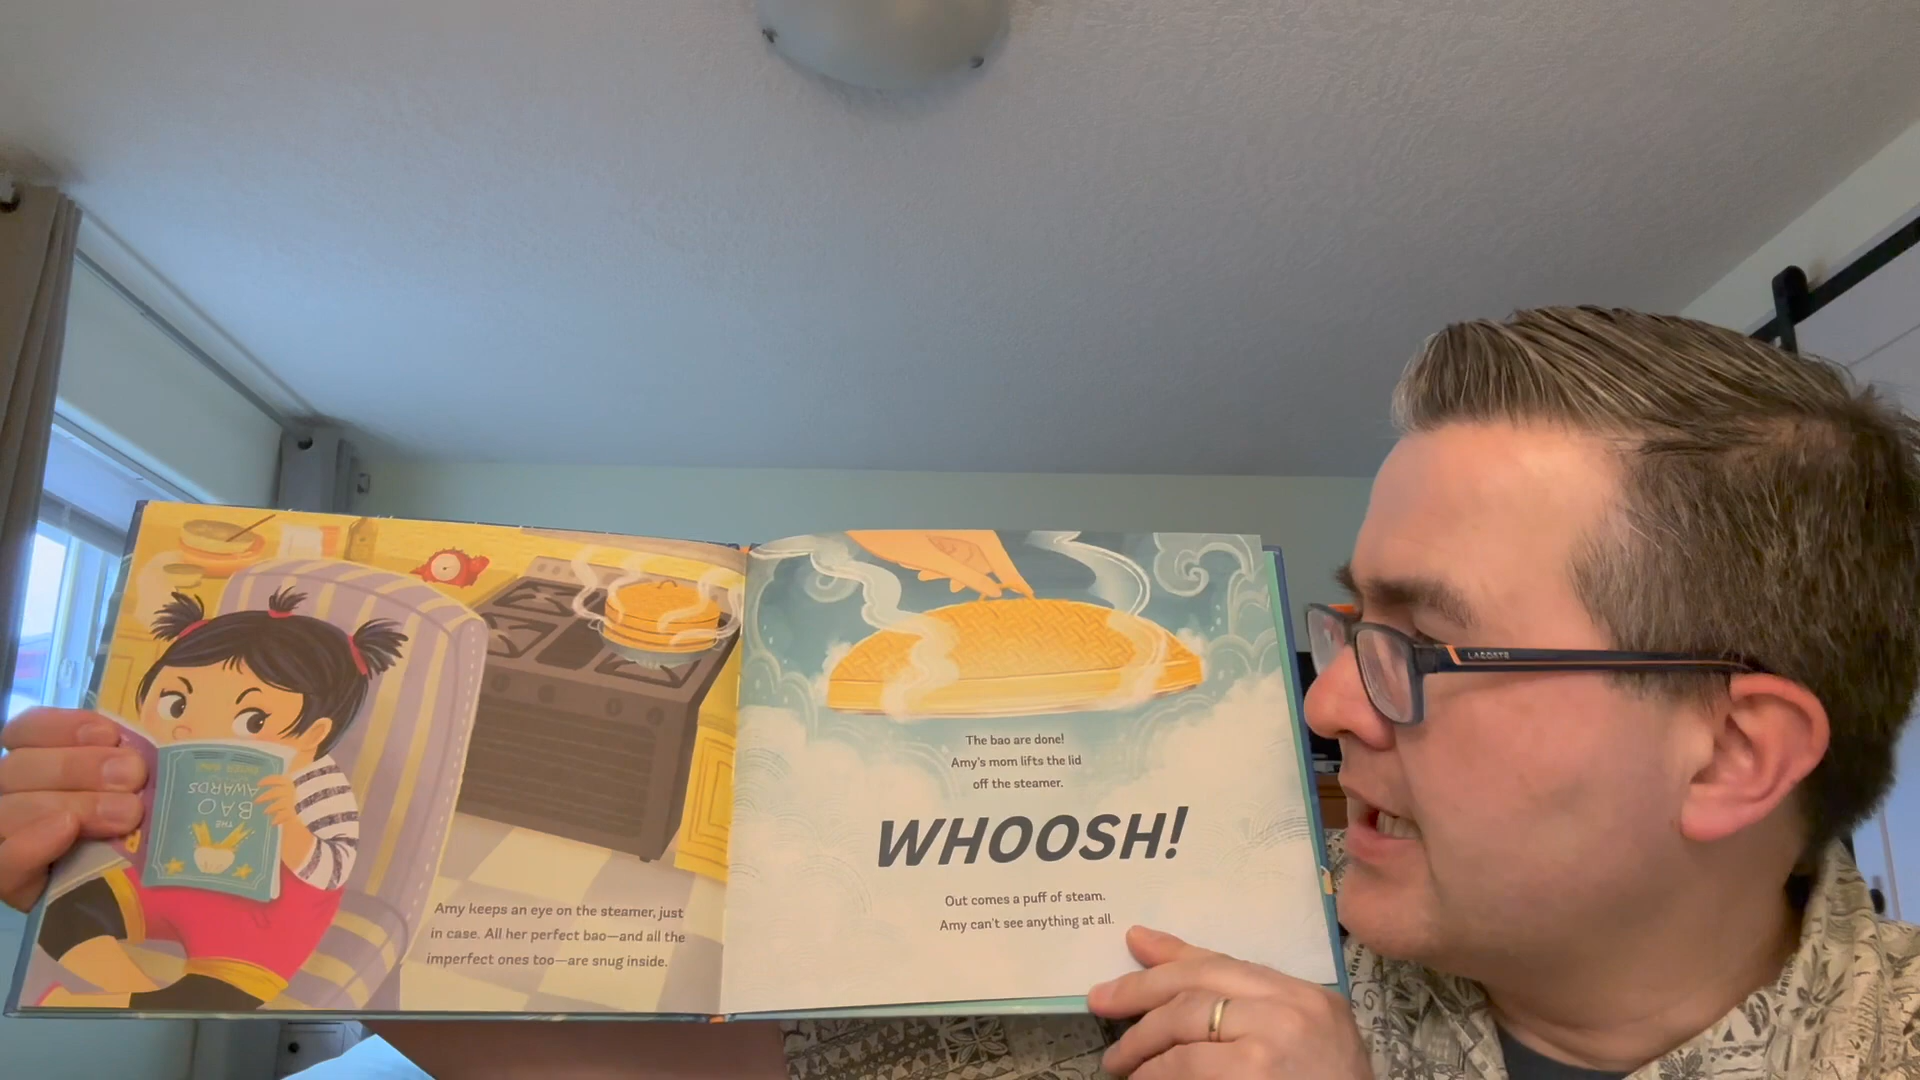 THE
BAO
AWARDS
Amy keeps an eye on the steamer, just
in case. All her perfect bao—and all the
imperfect ones too—are snug inside.
The bao are done!
Amy's mom lifts the lid
off the steamer.
WHOOSH!
Out comes a puff of steam.
Amy can't see anything at all.
LACOSTE